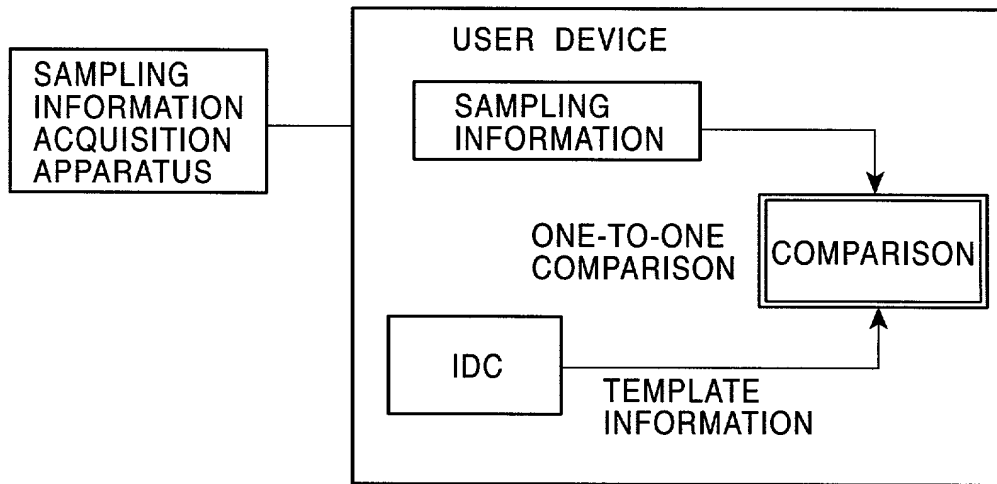 SAMPLING
INFORMATION
ACQUISITION
APPARATUS
USER DEVICE
SAMPLING
INFORMATION
ONE-TO-ONE
COMPARISON
COMPARISON
IDC
TEMPLATE
INFORMATION